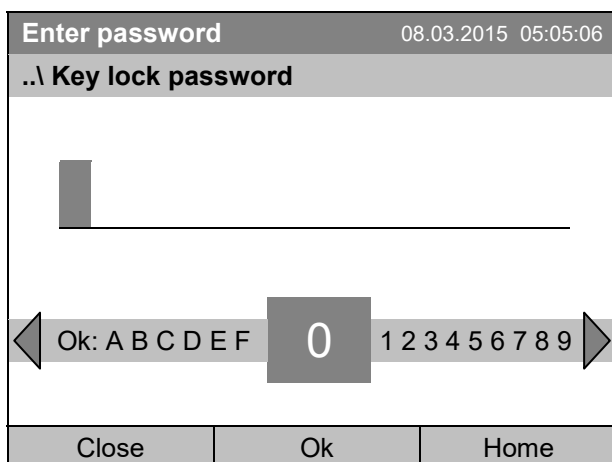 Enter password 08.03.2015 05:05:06
..\ Key lock password
Ok: A B C D E F 0 1 2 3 4 5 6 7 8 9
Close Ok Home